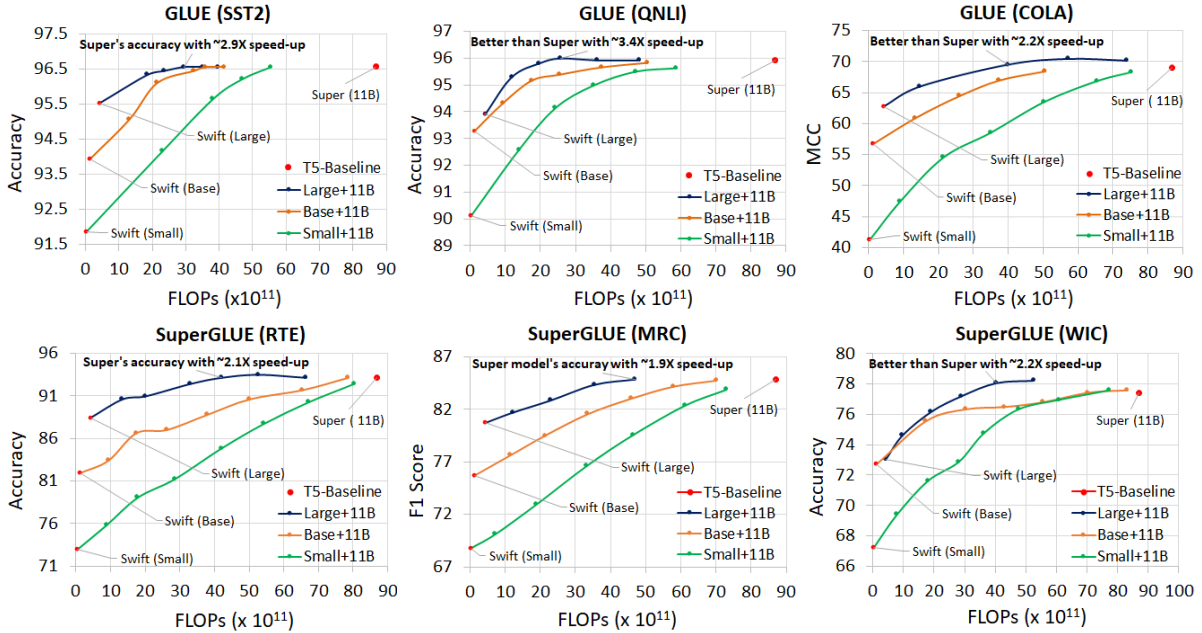 GLUE (SST2)
Super's accuracy with ~2.9X speed-up
96.5
95.5
94.5
93.5
92.5
91.5
Accuracy
Super (11B)
Swift (Large)
Swift (Base)
Swift (Small)
T5-Baseline
Large+11B
Base+11B
Small+11B
0 10 20 30 40 50 60 70 80 90
FLOPs (x10¹¹)
GLUE (QNLI)
Better than Super with ~3.4X speed-up
97
96
95
94
93
92
91
90
89
Accuracy
Super (11B)
Swift (Large)
Swift (Base)
Swift (Small)
T5-Baseline
Large+11B
Base+11B
Small+11B
0 10 20 30 40 50 60 70 80 90
FLOPs (x 10¹¹)
GLUE (COLA)
Better than Super with ~2.2X speed-up
75
70
65
60
55
50
45
40
MCC
Super ( 11B)
Swift (Large)
Swift (Base)
Swift (Small)
T5-Baseline
Large+11B
Base+11B
Small+11B
0 10 20 30 40 50 60 70 80 90
FLOPs (x 10¹¹)
SuperGLUE (RTE)
Super's accuracy with ~2.1X speed-up
96
91
86
81
76
71
Accuracy
Super (11B)
Swift (Large)
Swift (Base)
Swift (Small)
T5-Baseline
Large+11B
Base+11B
Small+11B
0 10 20 30 40 50 60 70 80 90
FLOPs (x 10¹¹)
SuperGLUE (MRC)
Super model's accuray with ~1.9X speed-up
87
82
77
72
67
F1 Score
Super (11B)
Swift (Large)
Swift (Base)
Swift (Small)
T5-Baseline
Large+11B
Base+11B
Small+11B
0 10 20 30 40 50 60 70 80 90
FLOPs (x 10¹¹)
SuperGLUE (WIC)
Better than Super with ~2.2X speed-up
80
78
76
74
72
70
68
66
Accuracy
Super (11B)
Swift (Large)
Swift (Base)
Swift (Small)
T5-Baseline
Large+11B
Base+11B
Small+11B
0 10 20 30 40 50 60 70 80 90 100
FLOPs (x 10¹¹)